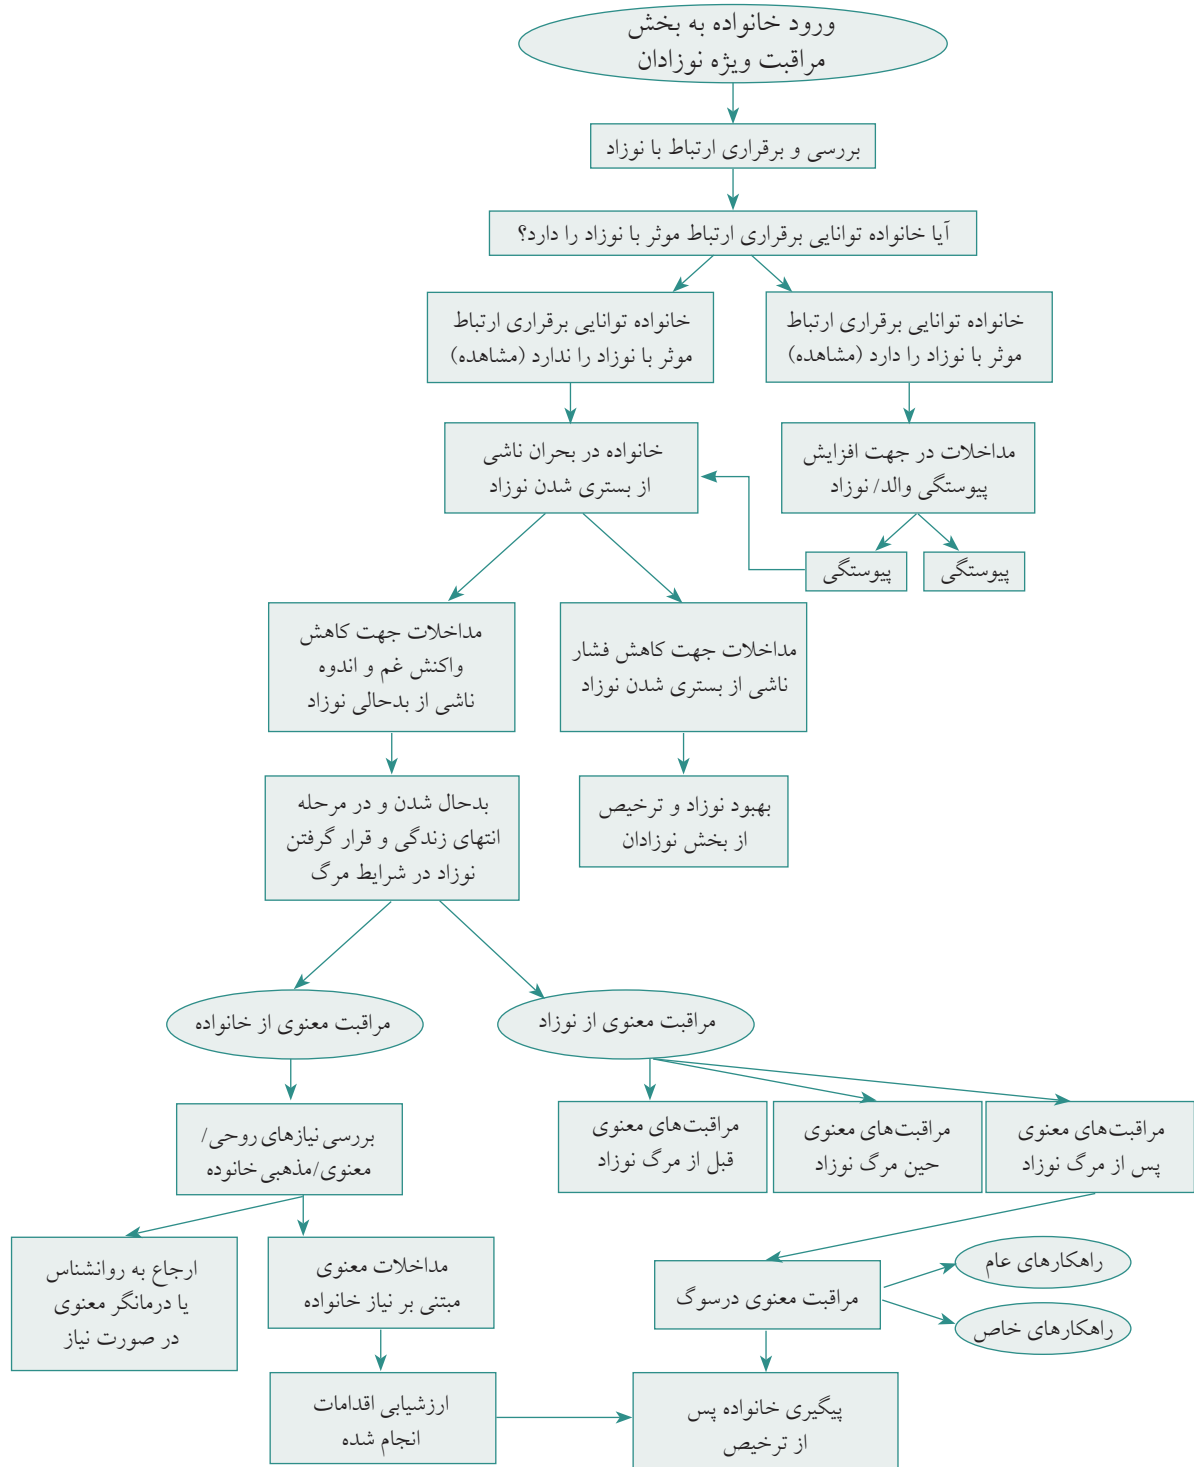 ورود خانواده به بخش
مراقبت ویژه نوزادان
بررسی و برقراری ارتباط با نوزاد
آیا خانواده توانایی برقراری ارتباط موثر با نوزاد را دارد؟
خانواده توانایی برقراری ارتباط
موثر با نوزاد را دارد (مشاهده)
خانواده توانایی برقراری ارتباط
موثر با نوزاد را ندارد (مشاهده)
مداخلات در جهت افزایش
پیوستگی والد/ نوزاد
خانواده در بحران ناشی
از بستری شدن نوزاد
پیوستگی
پیوستگی
مداخلات جهت کاهش فشار
ناشی از بستری شدن نوزاد
مداخلات جهت کاهش
واکنش غم و اندوه
ناشی از بدحالی نوزاد
بهبود نوزاد و ترخیص
از بخش نوزادان
بدحال شدن و در مرحله
انتهای زندگی و قرار گرفتن
نوزاد در شرایط مرگ
مراقبت معنوی از نوزاد
مراقبت معنوی از خانواده
مراقبت‌های معنوی
پس از مرگ نوزاد
مراقبت‌های معنوی
حین مرگ نوزاد
مراقبت‌های معنوی
قبل از مرگ نوزاد
بررسی نیازهای روحی/
معنوی/مذهبی خانوده
راهکارهای عام
مراقبت معنوی درسوگ
راهکارهای خاص
مداخلات معنوی
مبتنی بر نیاز خانواده
ارجاع به روانشناس
یا درمانگر معنوی
در صورت نیاز
پیگیری خانواده پس
از ترخیص
ارزشیابی اقدامات
انجام شده